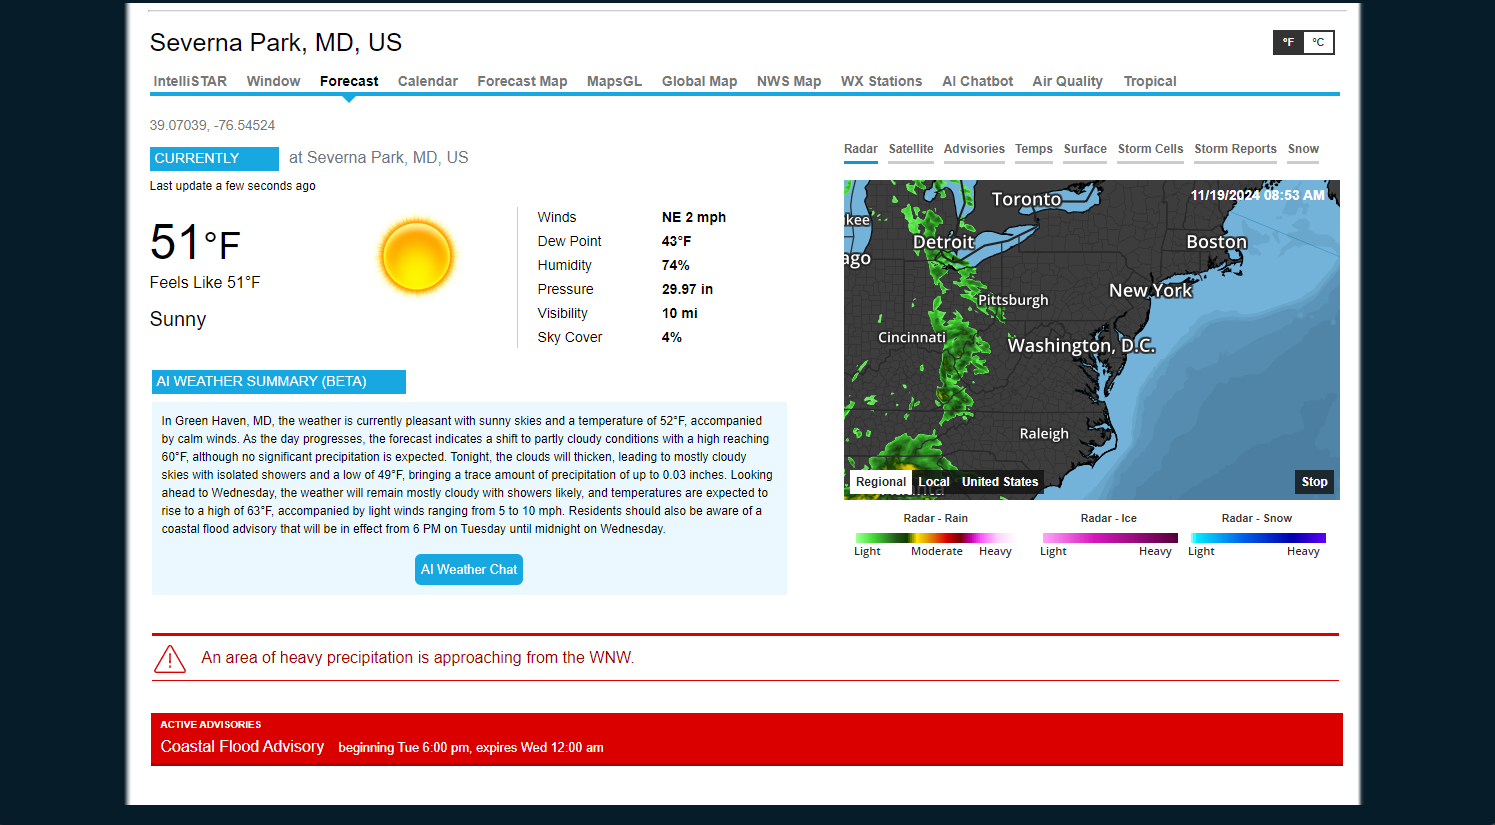 Severna Park, MD, US
°F °C
IntelliSTAR Window Forecast Calendar Forecast Map MapsGL Global Map NWS Map WX Stations AI Chatbot Air Quality Tropical
39.07039, -76.54524
CURRENTLY at Severna Park, MD, US
Last update a few seconds ago
51°F
Feels Like 51°F
Sunny
Winds NE 2 mph
Dew Point 43°F
Humidity 74%
Pressure 29.97 in
Visibility 10 mi
Sky Cover 4%
AI WEATHER SUMMARY (BETA)
In Green Haven, MD, the weather is currently pleasant with sunny skies and a temperature of 52°F, accompanied
by calm winds. As the day progresses, the forecast indicates a shift to partly cloudy conditions with a high reaching
60°F, although no significant precipitation is expected. Tonight, the clouds will thicken, leading to mostly cloudy
skies with isolated showers and a low of 49°F, bringing a trace amount of precipitation of up to 0.03 inches. Looking
ahead to Wednesday, the weather will remain mostly cloudy with showers likely, and temperatures are expected to
rise to a high of 63°F, accompanied by light winds ranging from 5 to 10 mph. Residents should also be aware of a
coastal flood advisory that will be in effect from 6 PM on Tuesday until midnight on Wednesday.
AI Weather Chat
Radar Satellite Advisories Temps Surface Storm Cells Storm Reports Snow
11/19/2024 08:53 AM
Toronto
kee
Detroit
Boston
ago
New York
Pittsburgh
Cincinnati
Washington, D.C.
Raleigh
Regional Local United States Stop
Radar - Rain
Light Moderate Heavy
Radar - Ice
Light Heavy
Radar - Snow
Light Heavy
An area of heavy precipitation is approaching from the WNW.
ACTIVE ADVISORIES
Coastal Flood Advisory beginning Tue 6:00 pm, expires Wed 12:00 am